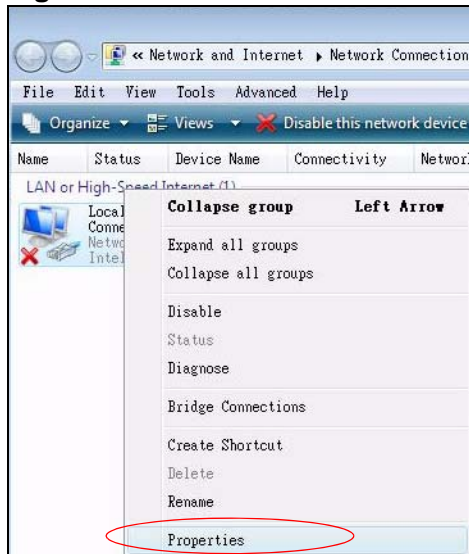 « Network and Internet ▸ Network Connection
File Edit View Tools Advanced Help
Organize Views Disable this network device
Name Status Device Name Connectivity Networ
LAN or High-Speed Internet (1)
Local
Conne
Netwo
Intel
Collapse group Left Arrow
Expand all groups
Collapse all groups
Disable
Status
Diagnose
Bridge Connections
Create Shortcut
Delete
Rename
Properties